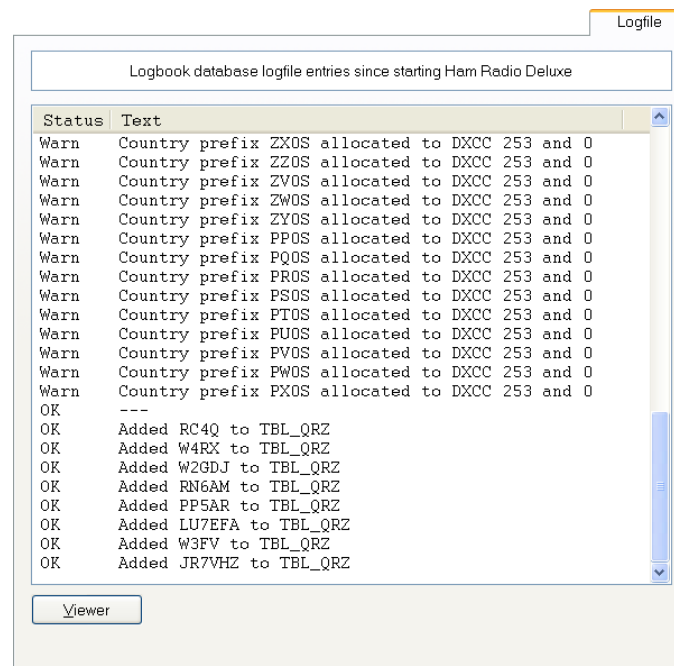 Logfile
Logbook database logfile entries since starting Ham Radio Deluxe
Status Text
Warn Country prefix ZX0S allocated to DXCC 253 and 0
Warn Country prefix ZZ0S allocated to DXCC 253 and 0
Warn Country prefix ZV0S allocated to DXCC 253 and 0
Warn Country prefix ZW0S allocated to DXCC 253 and 0
Warn Country prefix ZY0S allocated to DXCC 253 and 0
Warn Country prefix PP0S allocated to DXCC 253 and 0
Warn Country prefix PQ0S allocated to DXCC 253 and 0
Warn Country prefix PR0S allocated to DXCC 253 and 0
Warn Country prefix PS0S allocated to DXCC 253 and 0
Warn Country prefix PT0S allocated to DXCC 253 and 0
Warn Country prefix PU0S allocated to DXCC 253 and 0
Warn Country prefix PV0S allocated to DXCC 253 and 0
Warn Country prefix PW0S allocated to DXCC 253 and 0
Warn Country prefix PX0S allocated to DXCC 253 and 0
OK ---
OK Added RC4Q to TBL_QRZ
OK Added W4RX to TBL_QRZ
OK Added W2GDJ to TBL_QRZ
OK Added RN6AM to TBL_QRZ
OK Added PP5AR to TBL_QRZ
OK Added LU7EFA to TBL_QRZ
OK Added W3FV to TBL_QRZ
OK Added JR7VHZ to TBL_QRZ
Viewer